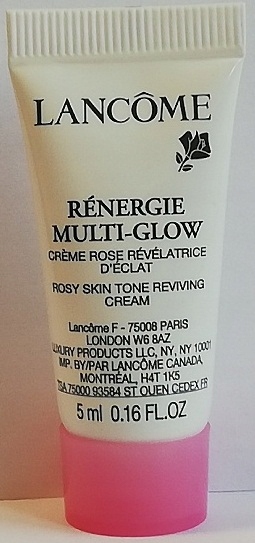 LANCÔME
RÉNERGIE
MULTI-GLOW
CRÈME ROSE RÉVÉLATRICE
D'ÉCLAT
ROSY SKIN TONE REVIVING
CREAM
Lancôme F - 75008 PARIS
LONDON W6 8AZ
LUXURY PRODUCTS LLC, NY, NY 10001
IMP. BY/PAR LANCÔME CANADA,
MONTRÉAL, H4T 1K5
TSA 75000 93584 ST OUEN CEDEX FR
5 ml 0.16 FL.OZ